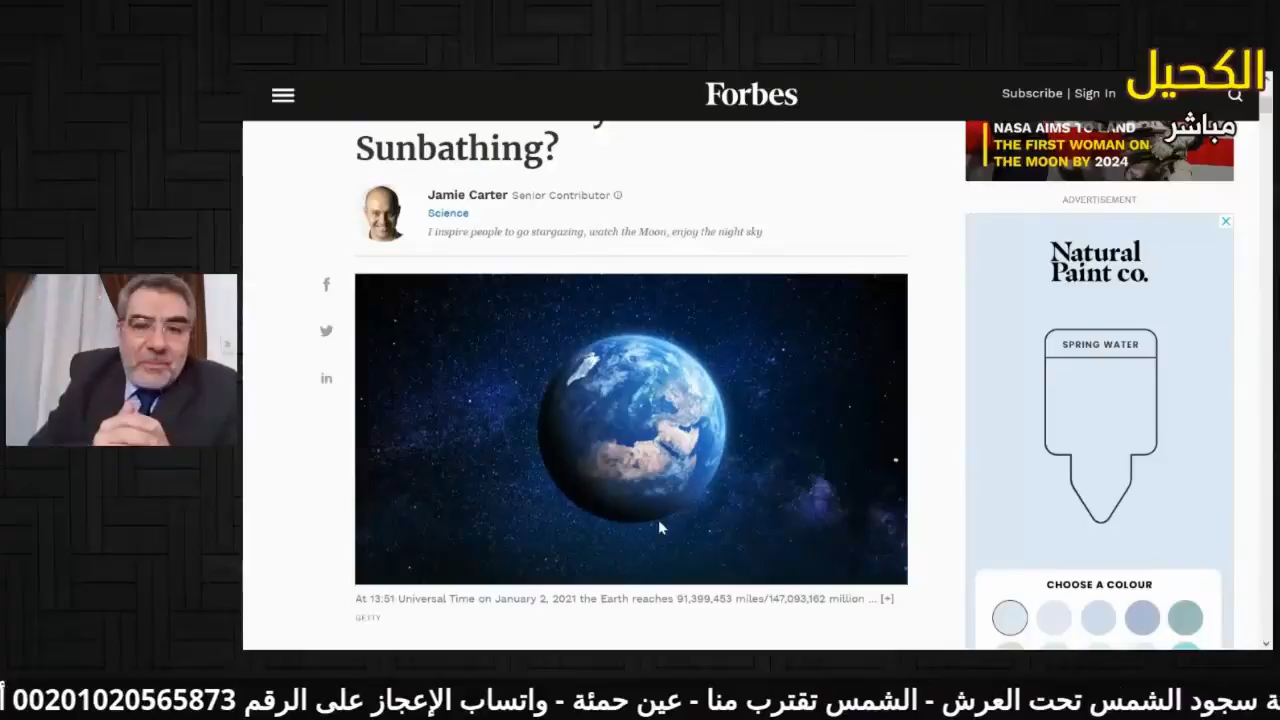 الكحيل
مباشر
Forbes
Subscribe | Sign In
Sunbathing?
Jamie Carter Senior Contributor
Science
I inspire people to go stargazing, watch the Moon, enjoy the night sky
At 13:51 Universal Time on January 2, 2021 the Earth reaches 91,399,453 miles/147,093,162 million ... [+]
GETTY
NASA AIMS TO LAND
THE FIRST WOMAN ON
THE MOON BY 2024
ADVERTISEMENT
Natural
Paint co.
SPRING WATER
CHOOSE A COLOUR
سجود الشمس تحت العرش - الشمس تقترب منا - عين حمئة - واتساب الإعجاز على الرقم 00201020565873